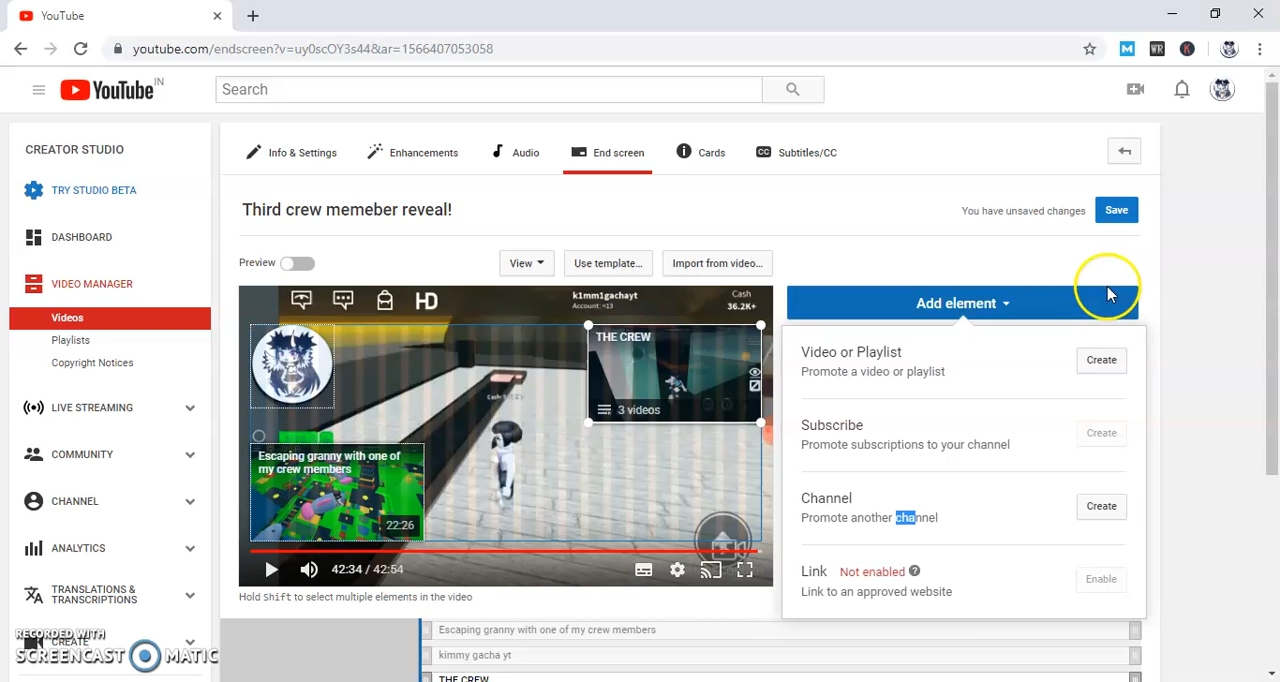 YouTube
youtube.com/endscreen?v=uy0scOY3s44&ar=1566407053058
YouTube IN
Search
CREATOR STUDIO
TRY STUDIO BETA
DASHBOARD
VIDEO MANAGER
Videos
Playlists
Copyright Notices
LIVE STREAMING
COMMUNITY
CHANNEL
ANALYTICS
TRANSLATIONS &
TRANSCRIPTIONS
CREATE
RECORDED WITH
SCREENCAST MATIC
Info & Settings
Enhancements
Audio
End screen
Cards
CC Subtitles/CC
Third crew memeber reveal!
You have unsaved changes
Save
Preview
View
Use template...
Import from video...
HD
k1mm1gachayt
Account: <13
Cash
36.2K+
THE CREW
3 videos
Escaping granny with one of
my crew members
22:26
42:34 / 42:54
Hold Shift to select multiple elements in the video
Add element
Video or Playlist
Promote a video or playlist
Create
Subscribe
Promote subscriptions to your channel
Create
Channel
Promote another channel
Create
Link Not enabled
Link to an approved website
Enable
Escaping granny with one of my crew members
kimmy gacha yt
THE CREW